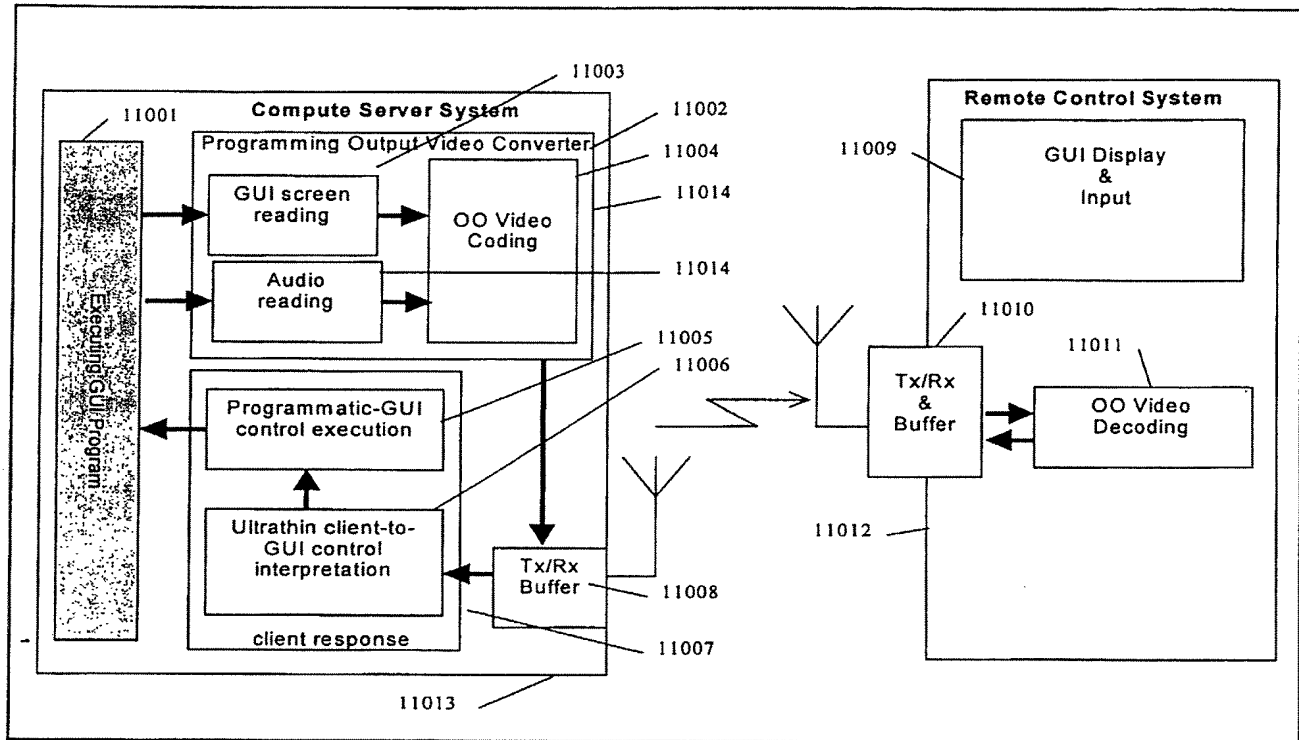 11003
Compute Server System
Remote Control System
11001
11002
Programming Output Video Converter
11004
11009
GUI Display
&
Input
GUI screen
reading
11014
OO Video
Coding
Audio
reading
11014
Executing GUI Program
11010
11005
11011
11006
Tx/Rx
&
Buffer
Programmatic-GUI
control execution
OO Video
Decoding
Ultrathin client-to-
GUI control
interpretation
11012
Tx/Rx
Buffer
11008
client response
11007
11013